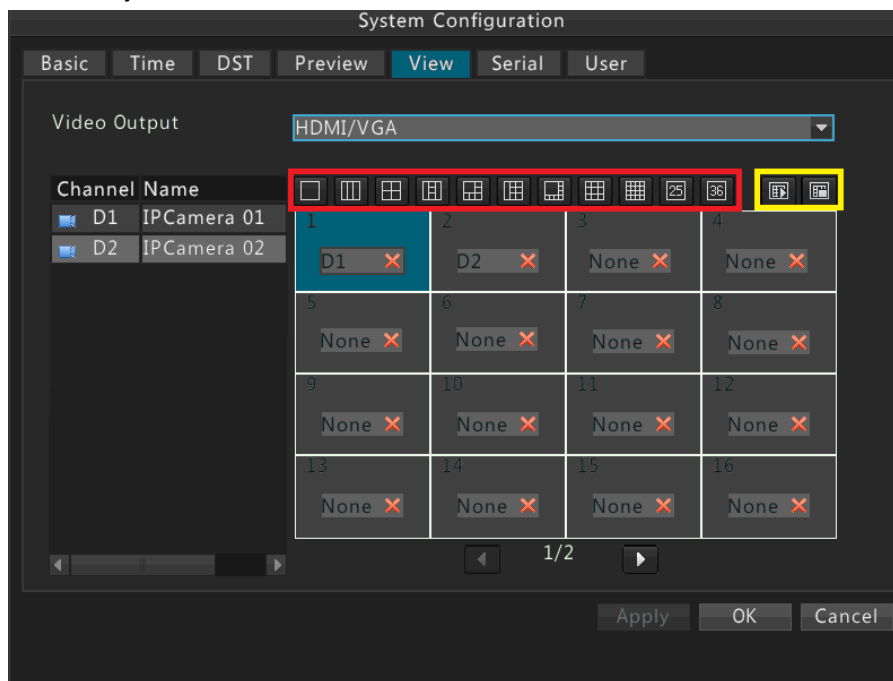 System Configuration
Basic Time DST Preview View Serial User
Video Output HDMI/VGA
Channel Name 25 36
D1 IPCamera 01
D2 IPCamera 02
1 2 3 4
D1 D2 None None
5 6 7 8
None None None None
9 10 11 12
None None None None
13 14 15 16
None None None None
1/2
Apply OK Cancel